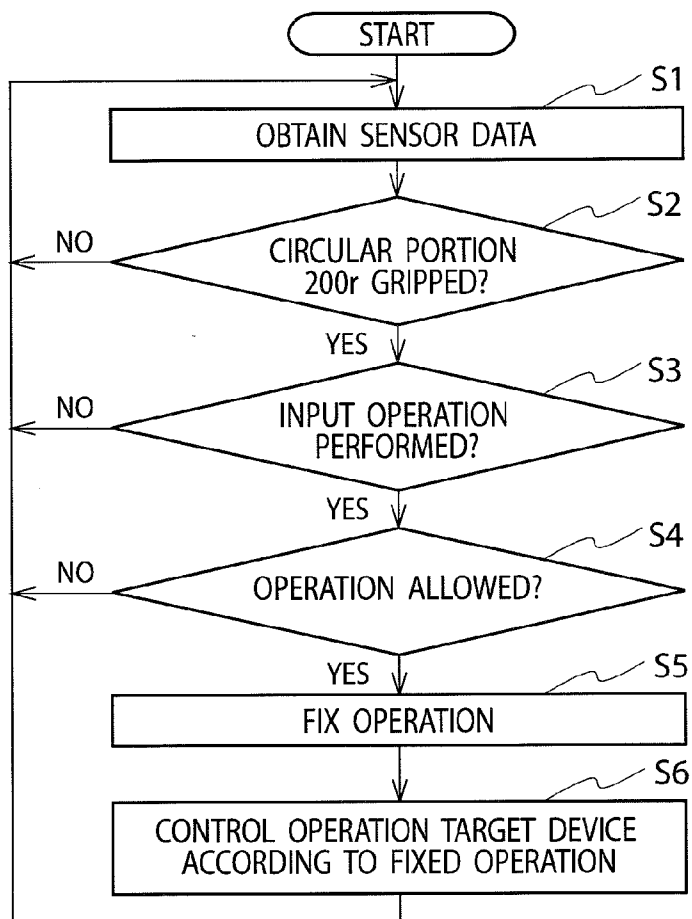 START
S1
OBTAIN SENSOR DATA
S2
NO
CIRCULAR PORTION
200r GRIPPED?
YES
S3
NO
INPUT OPERATION
PERFORMED?
YES
S4
NO
OPERATION ALLOWED?
YES
S5
FIX OPERATION
S6
CONTROL OPERATION TARGET DEVICE
ACCORDING TO FIXED OPERATION